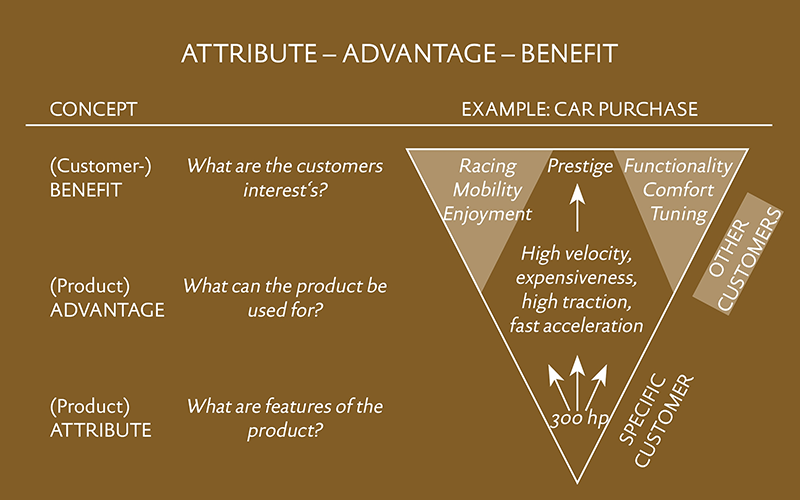 ATTRIBUTE – ADVANTAGE – BENEFIT
CONCEPT
EXAMPLE: CAR PURCHASE
(Customer-)
BENEFIT
What are the customers
interest‘s?
Racing
Mobility
Enjoyment
Prestige
Functionality
Comfort
Tuning
OTHER
CUSTOMERS
(Product)
ADVANTAGE
What can the product be
used for?
High velocity,
expensiveness,
high traction,
fast acceleration
(Product)
ATTRIBUTE
What are features of the
product?
300 hp
SPECIFIC
CUSTOMER